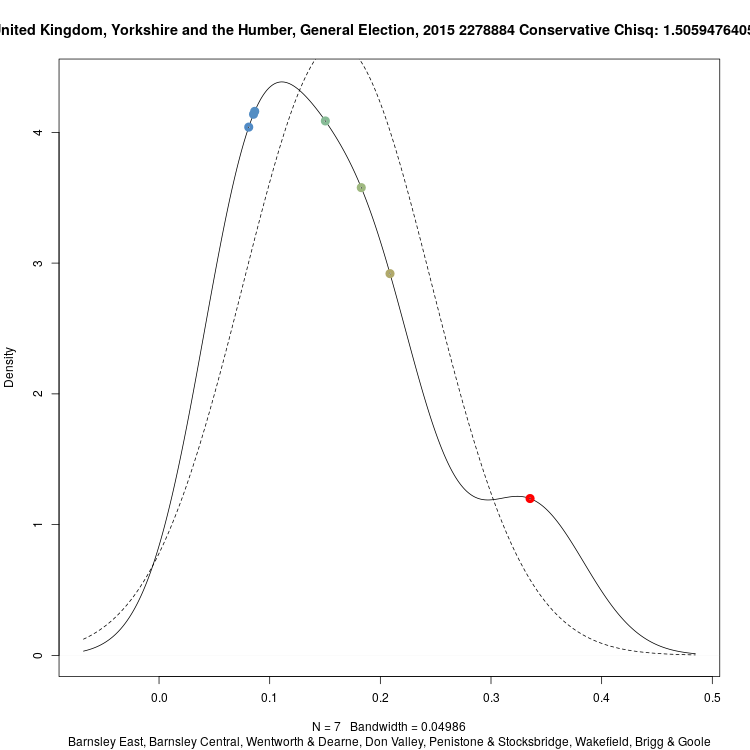 United Kingdom, Yorkshire and the Humber, General Election, 2015 2278884 Conservative Chisq: 1.5059476405
Density
4
3
2
1
0
0.0 0.1 0.2 0.3 0.4 0.5
N = 7 Bandwidth = 0.04986
Barnsley East, Barnsley Central, Wentworth & Dearne, Don Valley, Penistone & Stocksbridge, Wakefield, Brigg & Goole